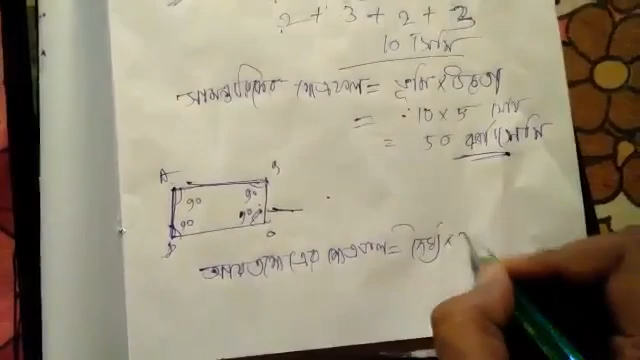 2 + 3 + 2 + 3
10 সেমি
সামন্তরিকের ক্ষেত্রফল = ভূমি × উচ্চতা
= 10 × 5 সেমি
= 50 বর্গ সেমি
A
90 90
90 90
আয়তক্ষেত্রের ক্ষেত্রফল = দৈর্ঘ্য ×